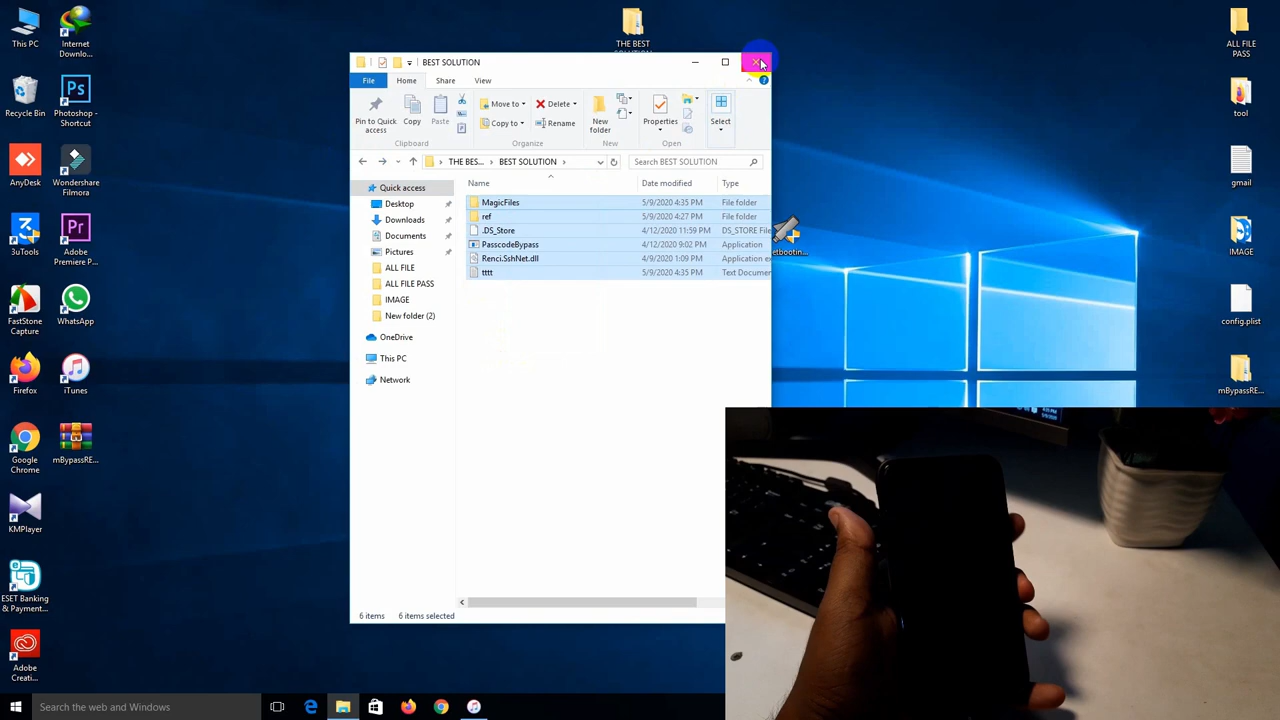 This PC
Internet
Downlo...
Recycle Bin
Photoshop -
Shortcut
AnyDesk
Wondershare
Filmora
3uTools
Adobe
Premiere P...
FastStone
Capture
WhatsApp
Firefox
iTunes
Google
Chrome
mBypassRE...
KMPlayer
ESET Banking
& Payment...
Adobe
Creati...
THE BEST
SOLUTION
BEST SOLUTION
File
Home
Share
View
Pin to Quick
access
Copy
Paste
Clipboard
Move to
Copy to
Delete
Rename
Organize
New
folder
New
Properties
Open
Select
THE BES...
BEST SOLUTION
Search BEST SOLUTION
Name
Date modified
Type
Quick access
Desktop
Downloads
Documents
Pictures
ALL FILE
ALL FILE PASS
IMAGE
New folder (2)
OneDrive
This PC
Network
MagicFiles 5/9/2020 4:35 PM File folder
ref 5/9/2020 4:27 PM File folder
.DS_Store 4/12/2020 11:59 PM DS_STORE File
PasscodeBypass 4/12/2020 9:02 PM Application
Renci.SshNet.dll 4/9/2020 1:09 PM Application ex
tttt 5/9/2020 4:35 PM Text Documen
6 items
6 items selected
etbootin...
ALL FILE
PASS
tool
gmail
IMAGE
config.plist
mBypassRE...
Search the web and Windows